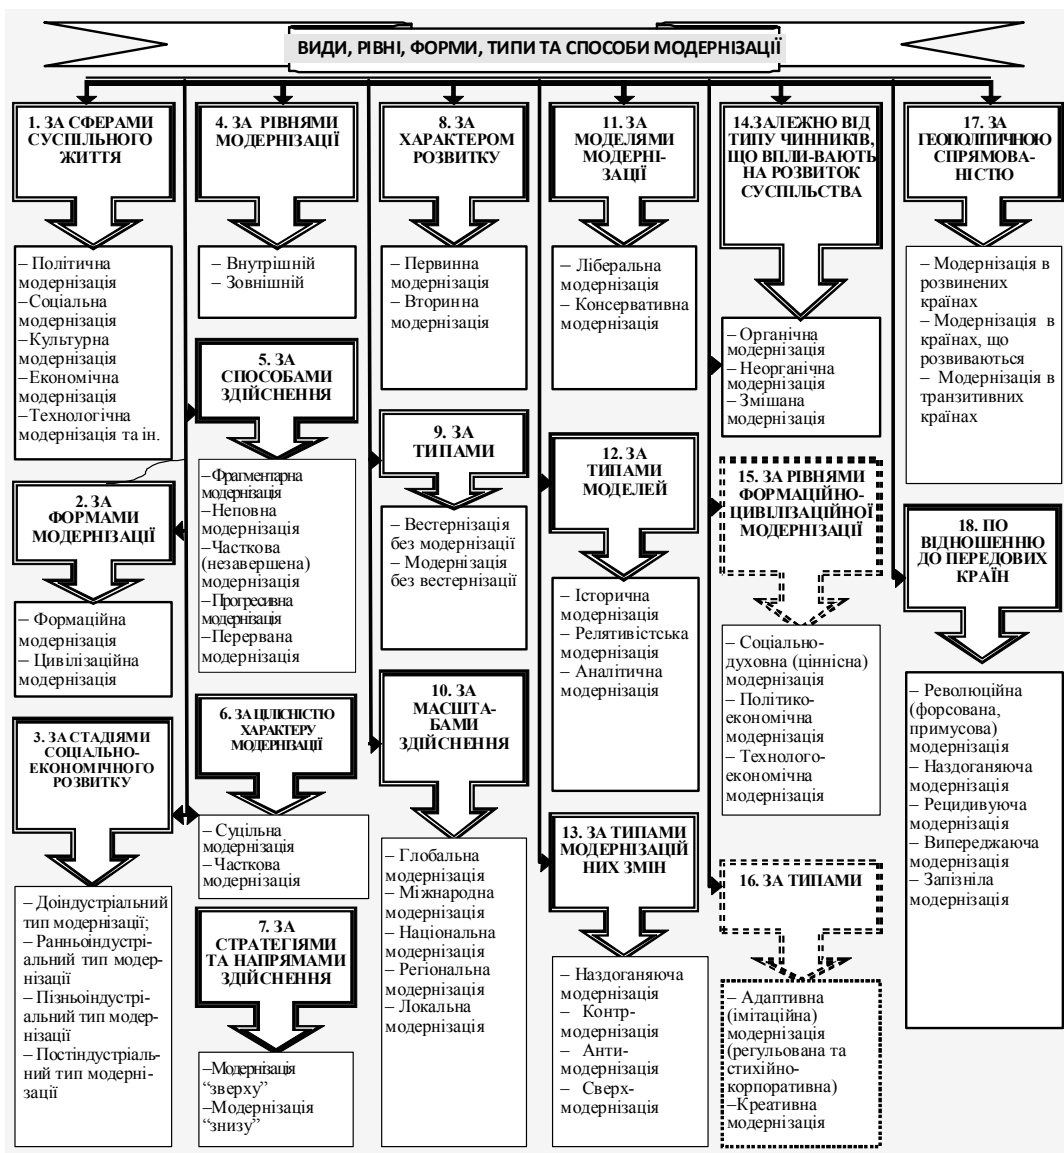 ВИДИ, РІВНІ, ФОРМИ, ТИПИ ТА СПОСОБИ МОДЕРНІЗАЦІЇ
1. ЗА СФЕРАМИ
СУСПІЛЬНОГО
ЖИТТЯ
– Політична
модернізація
– Соціальна
модернізація
– Культурна
модернізація
– Економічна
модернізація
– Технологічна
модернізація та ін.
2. ЗА
ФОРМАМИ
МОДЕРНІЗАЦІЇ
– Формаційна
модернізація
– Цивілізаційна
модернізація
3. ЗА СТАДІЯМИ
СОЦІАЛЬНО-
ЕКОНОМІЧНОГО
РОЗВИТКУ
– Доіндустріальний
тип модернізації;
– Ранньоіндустрі-
альний тип модер-
нізації
– Пізньоіндустрі-
альний тип модер-
нізації
– Постіндустріаль-
ний тип модерні-
зації
4. ЗА РІВНЯМИ
МОДЕРНІЗАЦІЇ
– Внутрішній
– Зовнішній
5. ЗА
СПОСОБАМИ
ЗДІЙСНЕННЯ
– Фрагментарна
модернізація
– Неповна
модернізація
– Часткова
(незавершена)
модернізація
– Прогресивна
модернізація
– Перервана
модернізація
6. ЗА ЦІЛІСНІСТЮ
ХАРАКТЕРУ
МОДЕРНІЗАЦІЇ
– Суцільна
модернізація
– Часткова
модернізація
7. ЗА
СТРАТЕГІЯМИ
ТА НАПРЯМАМИ
ЗДІЙСНЕННЯ
–Модернізація
“зверху”
–Модернізація
“знизу”
8. ЗА
ХАРАКТЕРОМ
РОЗВИТКУ
– Первинна
модернізація
– Вторинна
модернізація
9. ЗА
ТИПАМИ
– Вестернізація
без модернізації
– Модернізація
без вестернізації
10. ЗА
МАСШТА-
БАМИ
ЗДІЙСНЕННЯ
– Глобальна
модернізація
– Міжнародна
модернізація
– Національна
модернізація
– Регіональна
модернізація
– Локальна
модернізація
11. ЗА
МОДЕЛЯМИ
МОДЕРНІ-
ЗАЦІЇ
– Ліберальна
модернізація
– Консервативна
модернізація
12. ЗА
ТИПАМИ
МОДЕЛЕЙ
– Історична
модернізація
– Релятивістська
модернізація
– Аналітична
модернізація
13. ЗА ТИПАМИ
МОДЕРНІЗАЦІЙ
НИХ ЗМІН
– Наздоганяюча
модернізація
– Контр-
модернізація
– Анти-
модернізація
– Сверх-
модернізація
14.ЗАЛЕЖНО ВІД
ТИПУ ЧИННИКІВ,
ЩО ВПЛИ-ВАЮТЬ
НА РОЗВИТОК
СУСПІЛЬСТВА
– Органічна
модернізація
– Неорганічна
модернізація
– Змішана
модернізація
15. ЗА РІВНЯМИ
ФОРМАЦІЙНО-
ЦИВІЛІЗАЦІЙНОЇ
МОДЕРНІЗАЦІЇ
– Соціально-
духовна (ціннісна)
модернізація
– Політико-
економічна
модернізація
– Технолого-
економічна
модернізація
16. ЗА ТИПАМИ
– Адаптивна
(імітаційна)
модернізація
(регульована та
стихійно-
корпоративна)
–Креативна
модернізація
17. ЗА
ГЕОПОЛІТИЧНОЮ
СПРЯМОВА-
НІСТЮ
– Модернізація в
розвинених
країнах
– Модернізація в
країнах, що
розвиваються
– Модернізація в
транзитивних
країнах
18. ПО
ВІДНОШЕННЮ
ДО ПЕРЕДОВИХ
КРАЇН
– Революційна
(форсована,
примусова)
модернізація
– Наздоганяюча
модернізація
– Рецидивуюча
модернізація
– Випереджаюча
модернізація
– Запізніла
модернізація